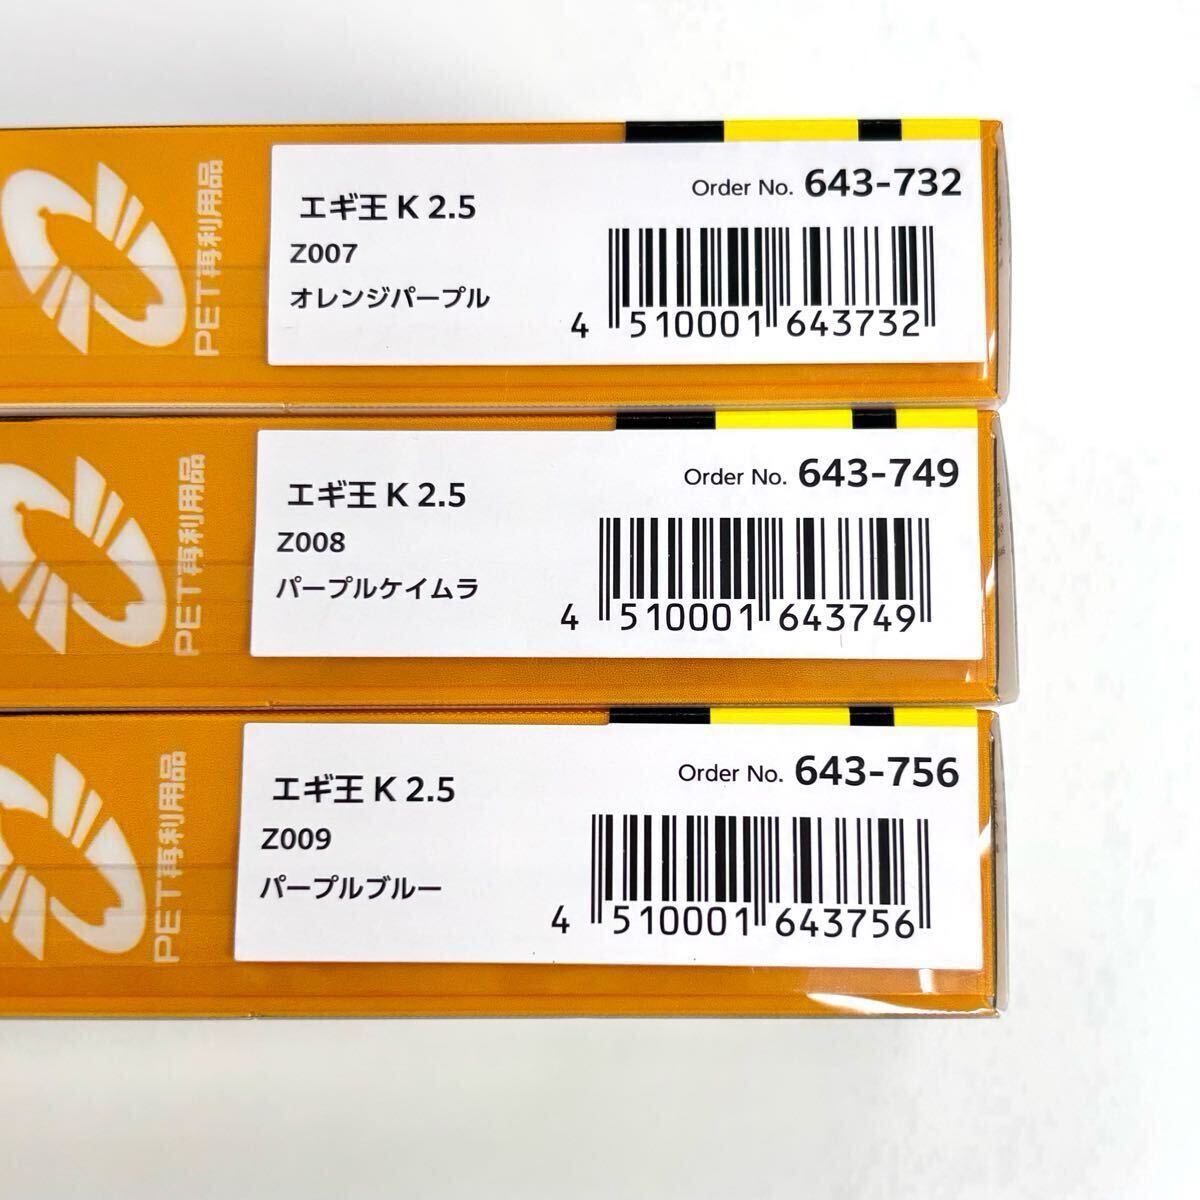 PET再利用品
エギ王 K 2.5
Z007
オレンジパープル
Order No. 643-732
4 510001 643732
PET再利用品
エギ王 K 2.5
Z008
パープルケイムラ
Order No. 643-749
4 510001 643749
PET再利用品
エギ王 K 2.5
Z009
パープルブルー
Order No. 643-756
4 510001 643756